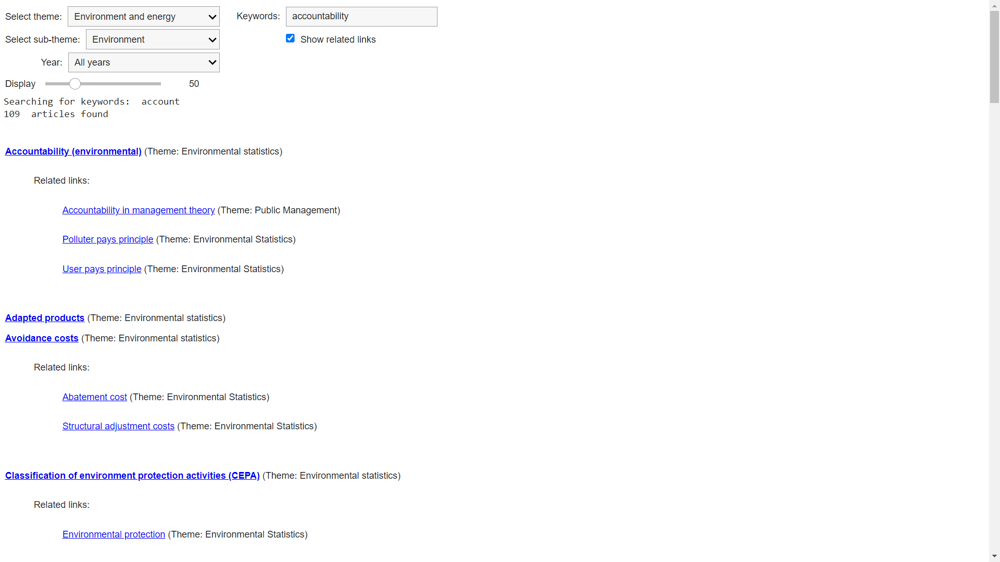 Select theme: Environment and energy Keywords: accountability
Select sub-theme: Environment Show related links
Year: All years
Display 50
Searching for keywords: account
109 articles found
Accountability (environmental) (Theme: Environmental statistics)
Related links:
Accountability in management theory (Theme: Public Management)
Polluter pays principle (Theme: Environmental Statistics)
User pays principle (Theme: Environmental Statistics)
Adapted products (Theme: Environmental statistics)
Avoidance costs (Theme: Environmental statistics)
Related links:
Abatement cost (Theme: Environmental Statistics)
Structural adjustment costs (Theme: Environmental Statistics)
Classification of environment protection activities (CEPA) (Theme: Environmental statistics)
Related links:
Environmental protection (Theme: Environmental Statistics)